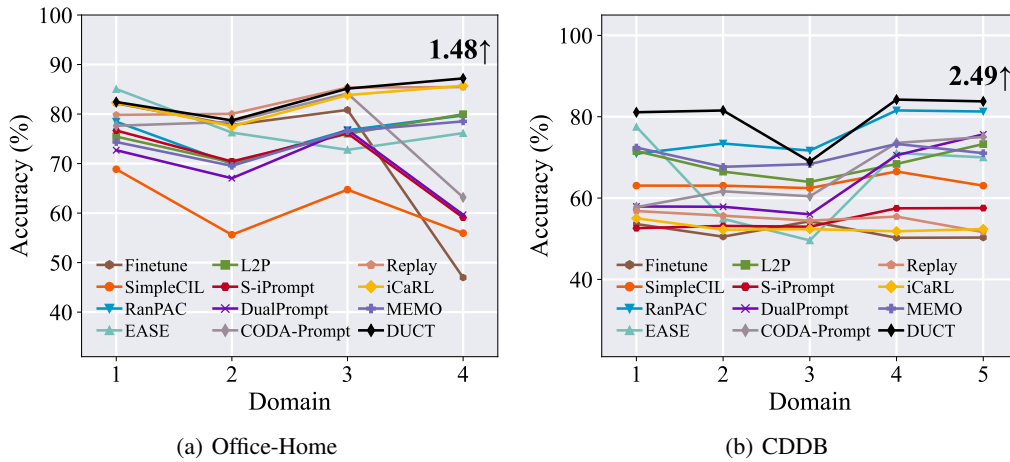 100
90
80
70
60
50
40
Accuracy (%)
1.48↑
Finetune
SimpleCIL
RanPAC
EASE
L2P
S-iPrompt
DualPrompt
CODA-Prompt
Replay
iCaRL
MEMO
DUCT
1 2 3 4
Domain
(a) Office-Home
100
80
60
40
Accuracy (%)
2.49↑
Finetune
SimpleCIL
RanPAC
EASE
L2P
S-iPrompt
DualPrompt
CODA-Prompt
Replay
iCaRL
MEMO
DUCT
1 2 3 4 5
Domain
(b) CDDB